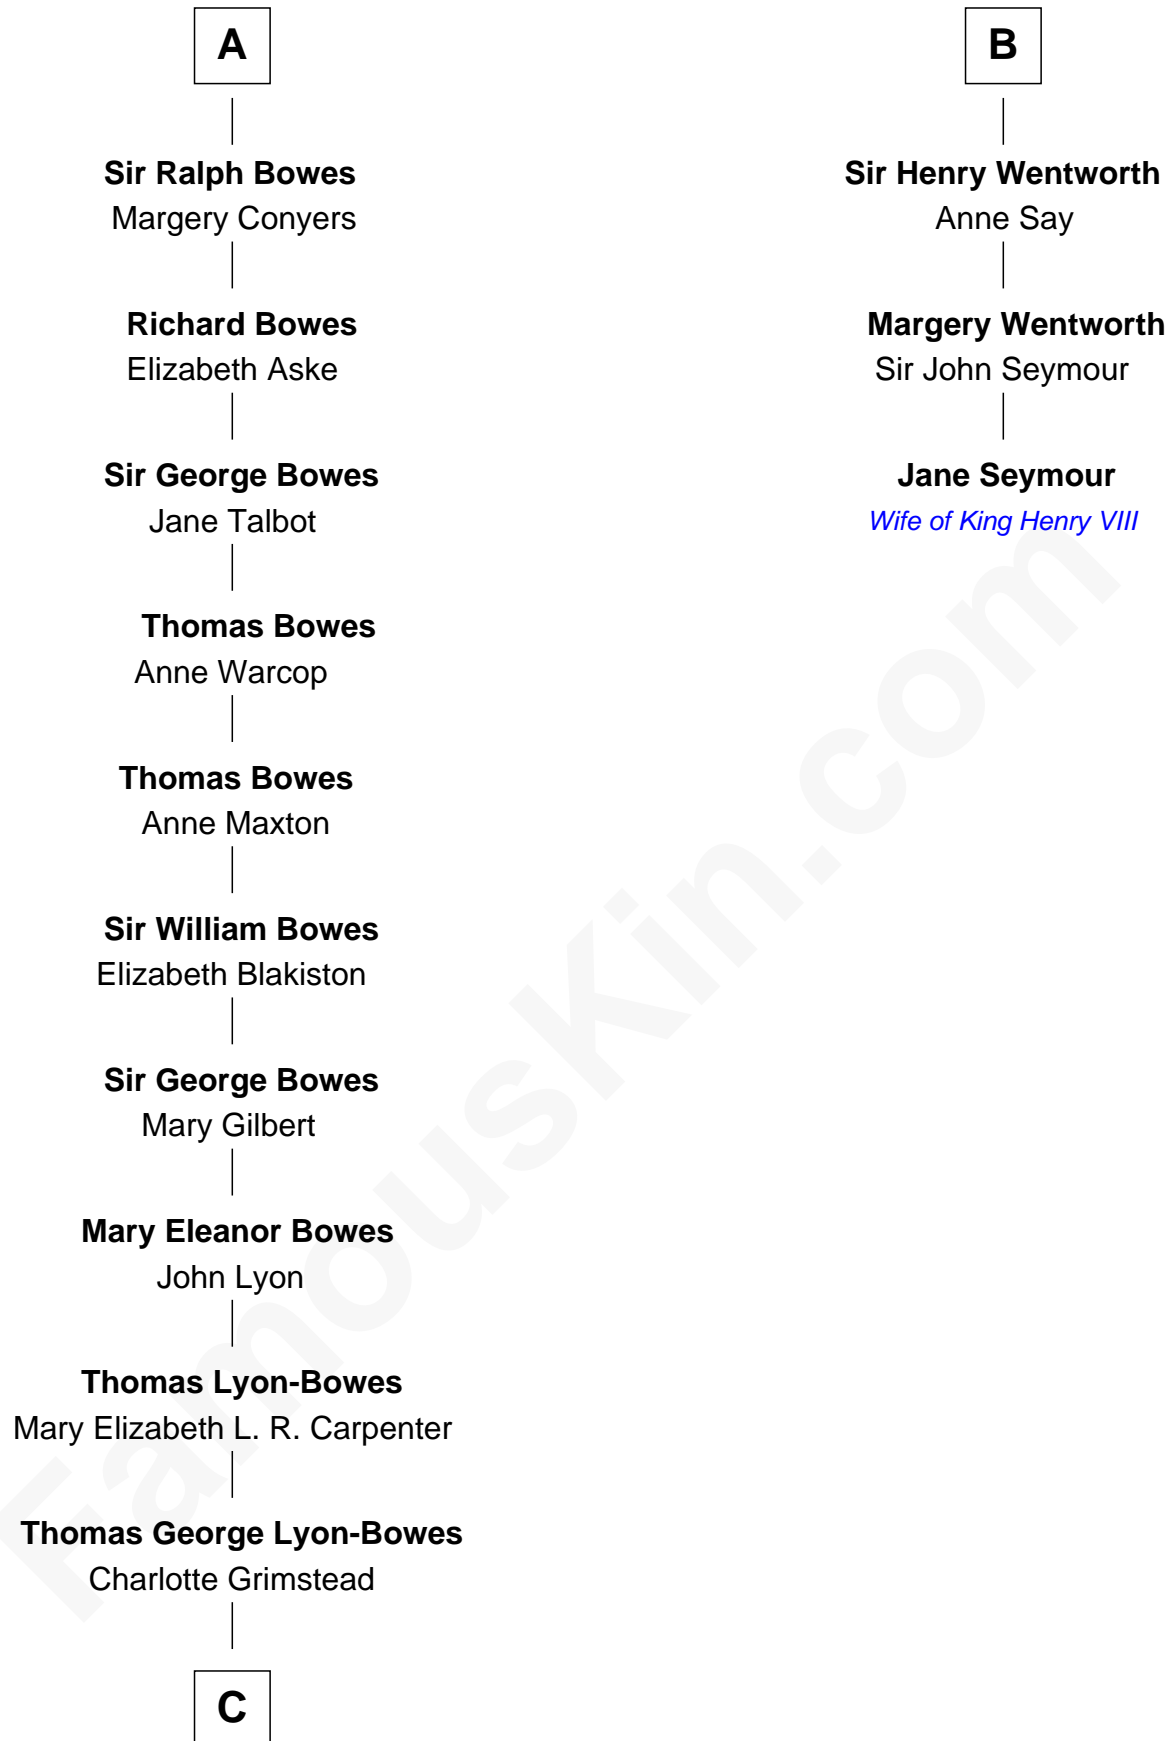 A
Sir Ralph Bowes
Margery Conyers
Richard Bowes
Elizabeth Aske
Sir George Bowes
Jane Talbot
Thomas Bowes
Anne Warcop
Thomas Bowes
Anne Maxton
Sir William Bowes
Elizabeth Blakiston
Sir George Bowes
Mary Gilbert
Mary Eleanor Bowes
John Lyon
Thomas Lyon-Bowes
Mary Elizabeth L. R. Carpenter
Thomas George Lyon-Bowes
Charlotte Grimstead
C
B
Sir Henry Wentworth
Anne Say
Margery Wentworth
Sir John Seymour
Jane Seymour
Wife of King Henry VIII
FamousKin.com